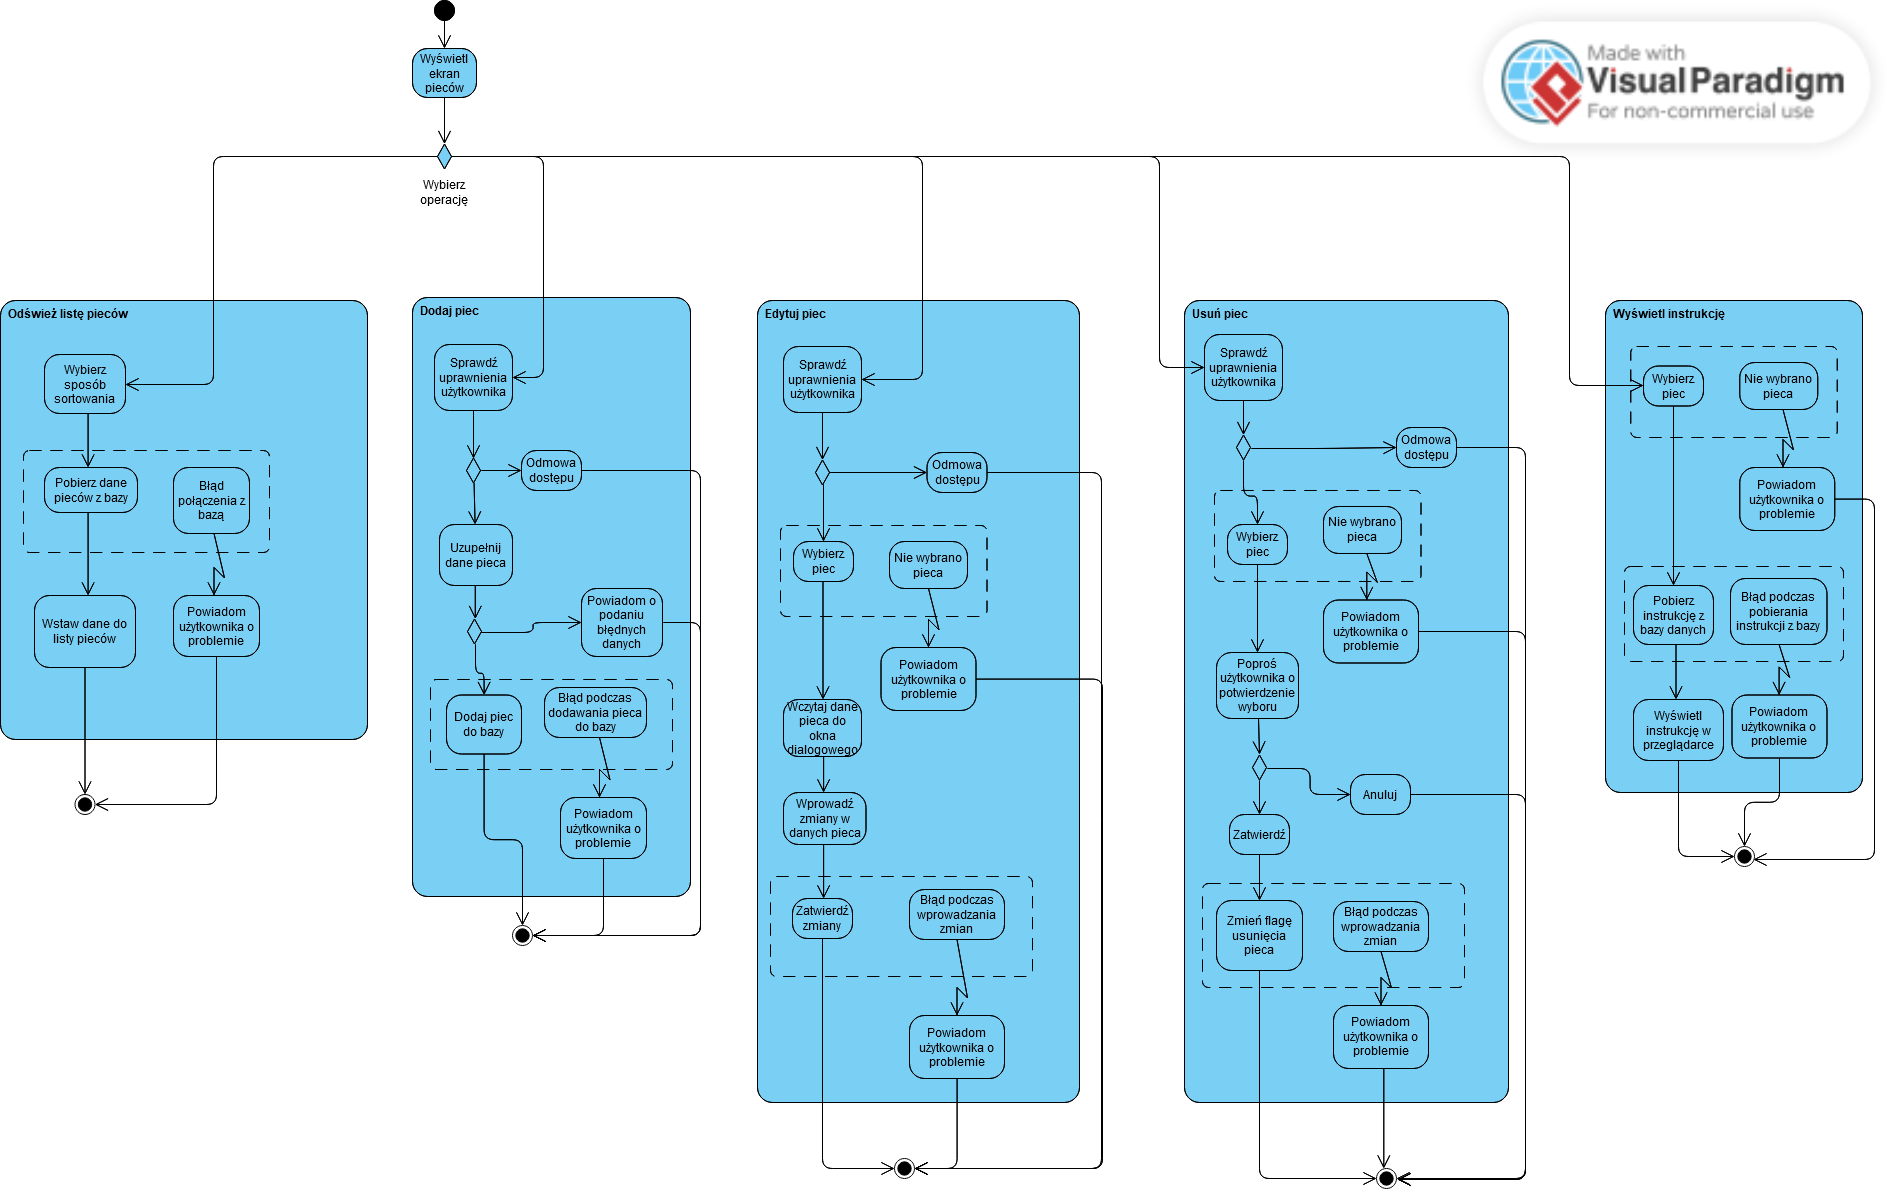 Wyświetl
ekran
pieców
Made with
Visual Paradigm
For non-commercial use
Wybierz
operację
Odśwież listę pieców
Wybierz
sposób
sortowania
Pobierz dane
pieców z bazy
Błąd
połączenia z
bazą
Wstaw dane do
listy pieców
Powiadom
użytkownika o
problemie
Dodaj piec
Sprawdź
uprawnienia
użytkownika
Odmowa
dostępu
Uzupełnij
dane pieca
Powiadom o
podaniu
błędnych
danych
Dodaj piec
do bazy
Błąd podczas
dodawania pieca
do bazy
Powiadom
użytkownika o
problemie
Edytuj piec
Sprawdź
uprawnienia
użytkownika
Odmowa
dostępu
Wybierz
piec
Nie wybrano
pieca
Powiadom
użytkownika o
problemie
Wczytaj dane
pieca do
okna
dialogowego
Wprowadź
zmiany w
danych pieca
Zatwierdź
zmiany
Błąd podczas
wprowadzania
zmian
Powiadom
użytkownika o
problemie
Usuń piec
Sprawdź
uprawnienia
użytkownika
Odmowa
dostępu
Wybierz
piec
Nie wybrano
pieca
Powiadom
użytkownika o
problemie
Poproś
użytkownika o
potwierdzenie
wyboru
Anuluj
Zatwierdź
Zmień flagę
usunięcia
pieca
Błąd podczas
wprowadzania
zmian
Powiadom
użytkownika o
problemie
Wyświetl instrukcję
Wybierz
piec
Nie wybrano
pieca
Powiadom
użytkownika o
problemie
Pobierz
instrukcję z
bazy danych
Błąd podczas
pobierania
instrukcji z bazy
Wyświetl
instrukcję w
przeglądarce
Powiadom
użytkownika o
problemie